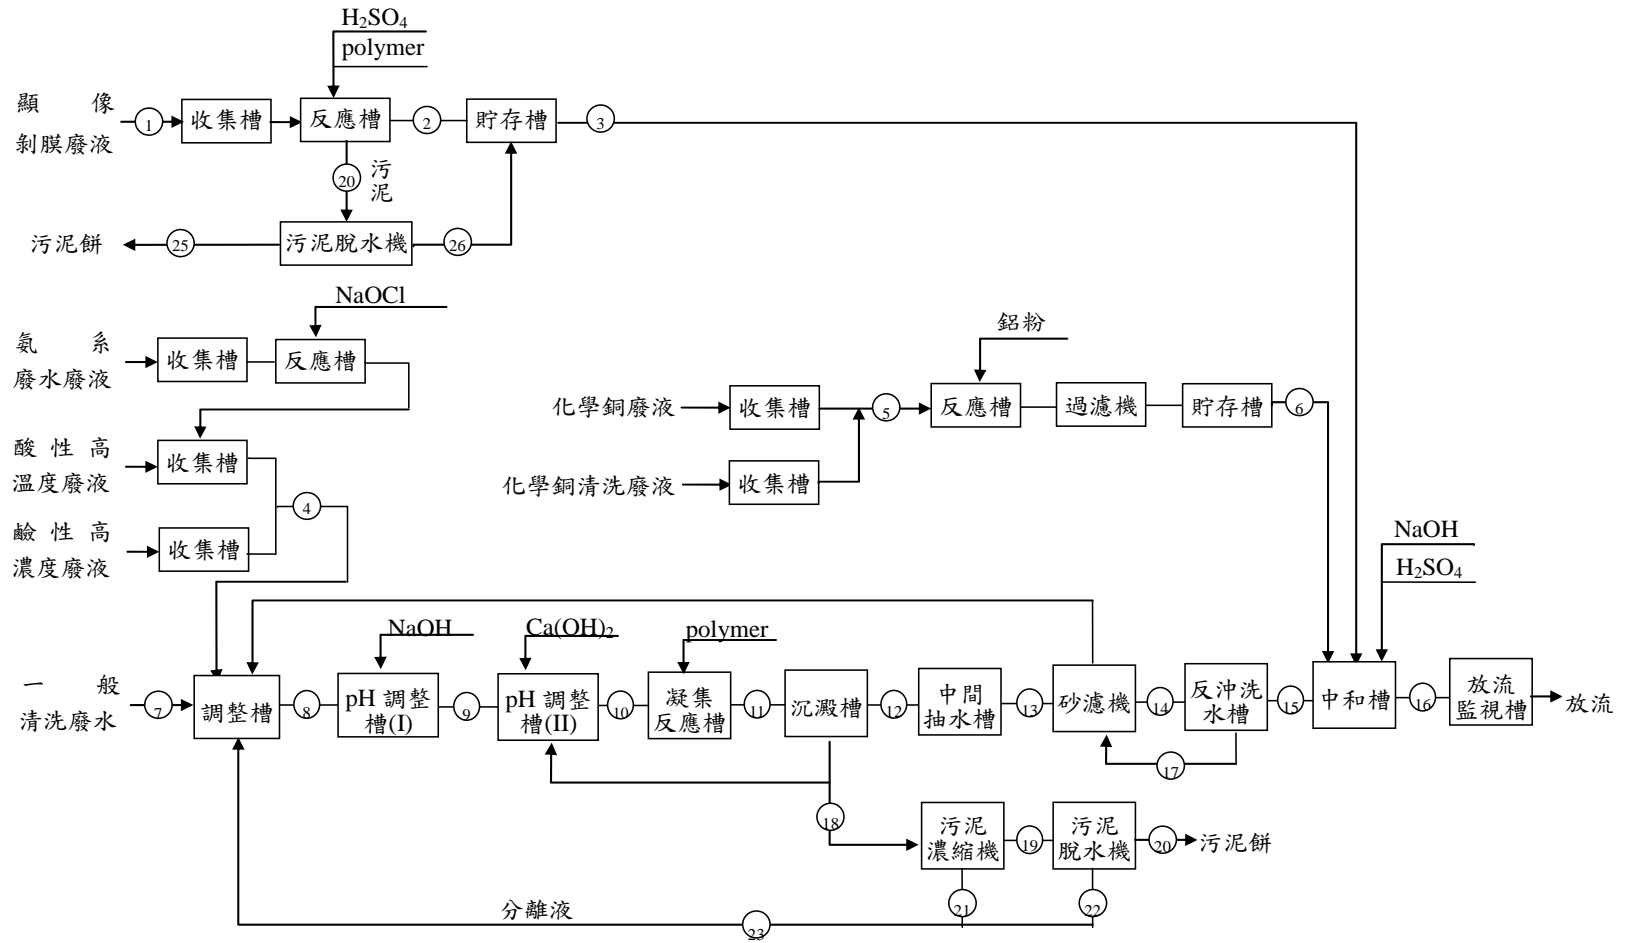 H₂SO₄
polymer
顯 像
剝膜廢液
1
收集槽
反應槽
2
貯存槽
3
20
污
泥
污泥餅
25
污泥脫水機
26
NaOCl
氨 系
廢水廢液
收集槽
反應槽
鋁粉
化學銅廢液
收集槽
5
反應槽
過濾機
貯存槽
6
酸 性 高
溫度廢液
收集槽
化學銅清洗廢液
收集槽
4
鹼 性 高
濃度廢液
收集槽
NaOH
H₂SO₄
NaOH
Ca(OH)₂
polymer
一 般
清洗廢水
7
調整槽
8
pH 調整
槽(I)
9
pH 調整
槽(II)
10
凝集
反應槽
11
沉澱槽
12
中間
抽水槽
13
砂濾機
14
反沖洗
水槽
15
中和槽
16
放流
監視槽
放流
17
18
污泥
濃縮機
19
污泥
脫水機
20
污泥餅
21
22
分離液
23